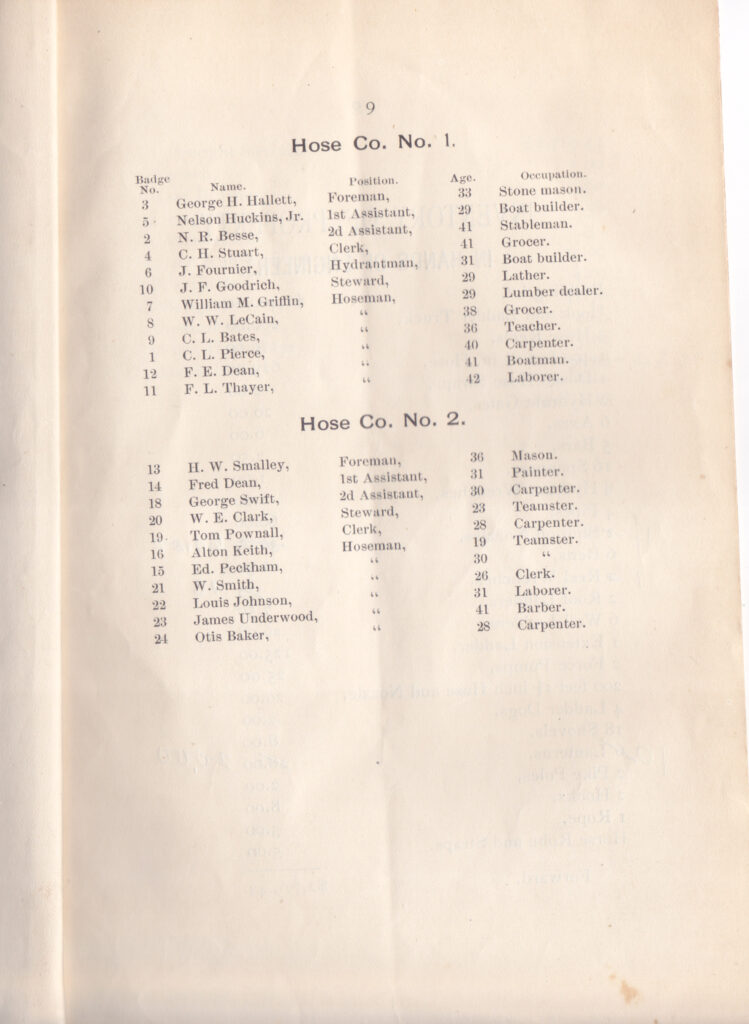 9
Hose Co. No. 1.
Badge No. Name. Position. Age. Occupation.
3 George H. Hallett, Foreman, 33 Stone mason.
5 Nelson Huckins, Jr. 1st Assistant, 29 Boat builder.
2 N. R. Besse, 2d Assistant, 41 Stableman.
4 C. H. Stuart, Clerk, 41 Grocer.
6 J. Fournier, Hydrantman, 31 Boat builder.
10 J. F. Goodrich, Steward, 29 Lather.
7 William M. Griffin, Hoseman, 29 Lumber dealer.
8 W. W. LeCain, " 38 Grocer.
9 C. L. Bates, " 36 Teacher.
1 C. L. Pierce, " 40 Carpenter.
12 F. E. Dean, " 41 Boatman.
11 F. L. Thayer, " 42 Laborer.
Hose Co. No. 2.
13 H. W. Smalley, Foreman, 36 Mason.
14 Fred Dean, 1st Assistant, 31 Painter.
18 George Swift, 2d Assistant, 30 Carpenter.
20 W. E. Clark, Steward, 23 Teamster.
19 Tom Pownall, Clerk, 28 Carpenter.
16 Alton Keith, Hoseman, 19 Teamster.
15 Ed. Peckham, " 30 "
21 W. Smith, " 26 Clerk.
22 Louis Johnson, " 31 Laborer.
23 James Underwood, " 41 Barber.
24 Otis Baker, " 28 Carpenter.